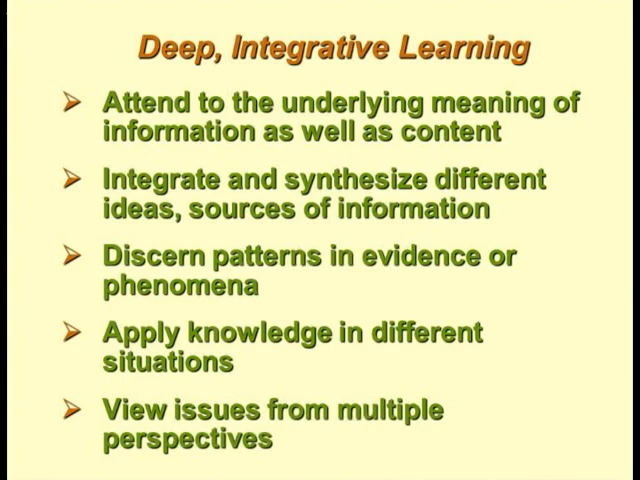 Deep, Integrative Learning
Attend to the underlying meaning of
information as well as content
Integrate and synthesize different
ideas, sources of information
Discern patterns in evidence or
phenomena
Apply knowledge in different
situations
View issues from multiple
perspectives